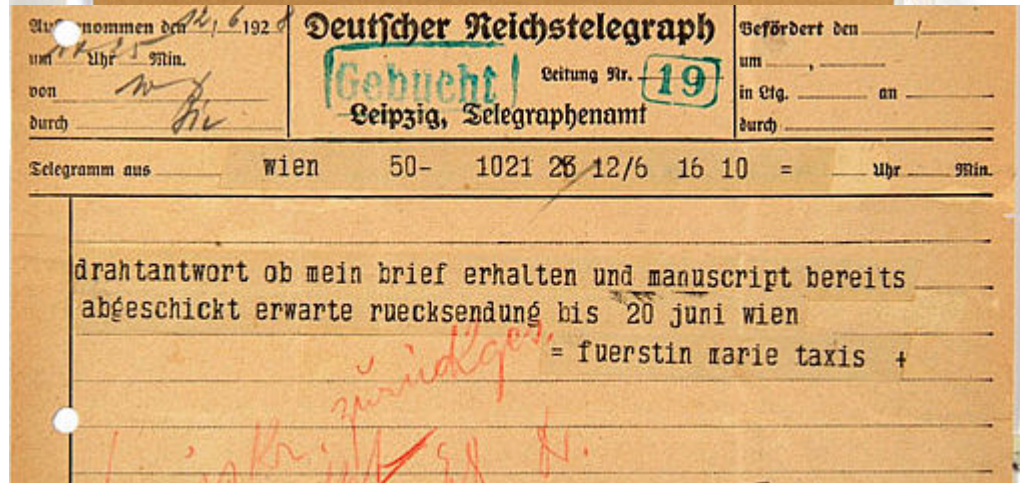 Aufgenommen den 12/6 1928
um Uhr Min.
von
durch
Deutscher Reichstelegraph
Gebucht
Leitung Nr. 19
Leipzig, Telegraphenamt
Befördert den /
um ,
in Ltg. an
durch
Telegramm aus wien 50- 1021 12/6 16 10 = Uhr Min.
drahtantwort ob mein brief erhalten und manuscript bereits
abgeschickt erwarte ruecksendung bis 20 juni wien
= fuerstin marie taxis +
zurückges.